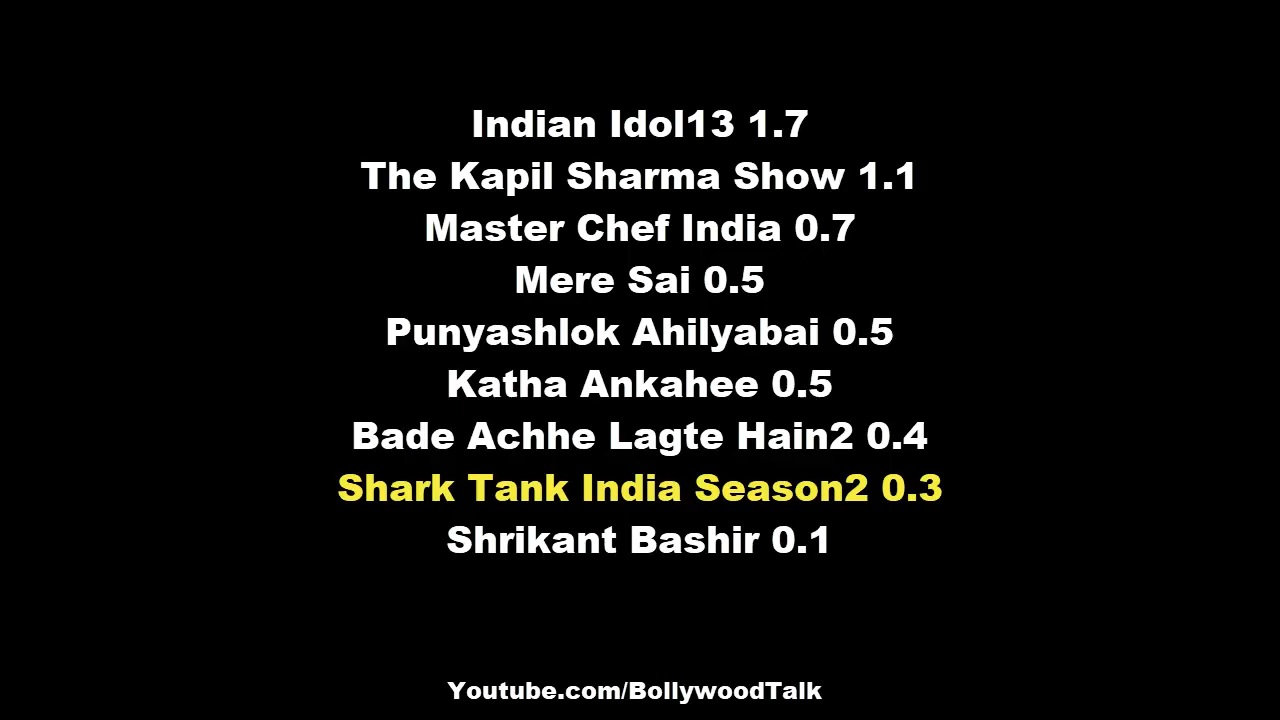 Indian Idol13 1.7
The Kapil Sharma Show 1.1
Master Chef India 0.7
Mere Sai 0.5
Punyashlok Ahilyabai 0.5
Katha Ankahee 0.5
Bade Achhe Lagte Hain2 0.4
Shark Tank India Season2 0.3
Shrikant Bashir 0.1
Youtube.com/BollywoodTalk